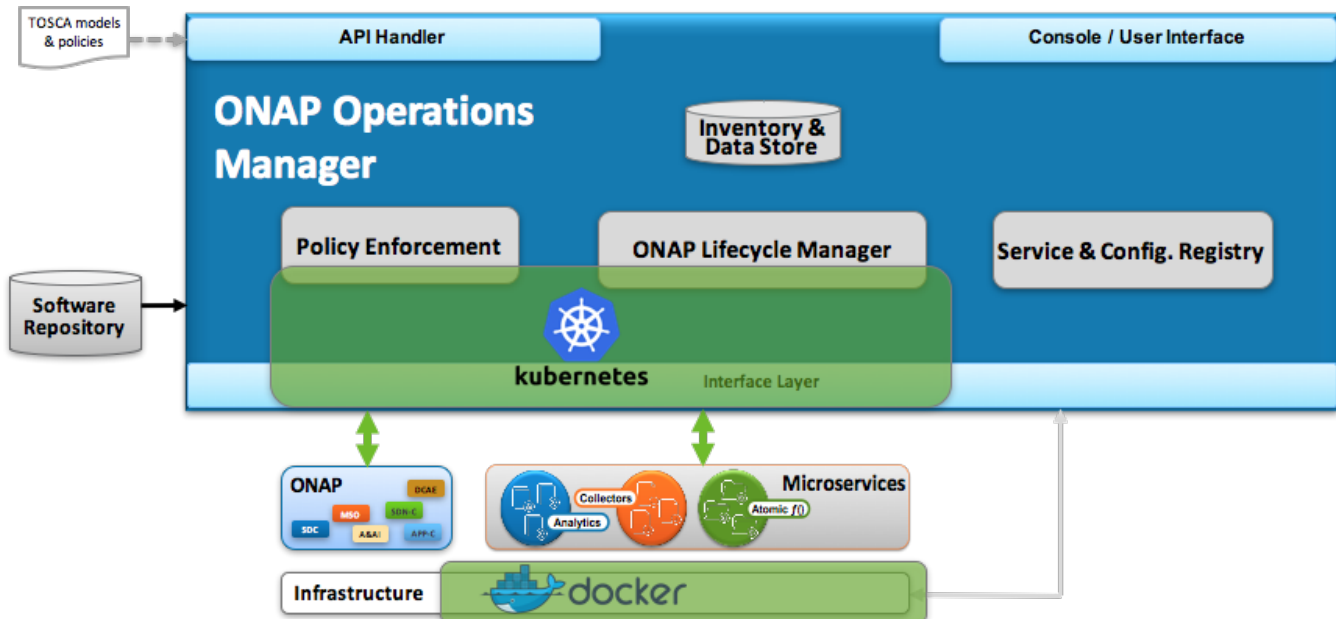 TOSCA models
& policies
API Handler
Console / User Interface
ONAP Operations
Manager
Inventory &
Data Store
Policy Enforcement
ONAP Lifecycle Manager
Service & Config. Registry
Software
Repository
kubernetes
Interface Layer
ONAP
DCAE
MSO
SDN-C
SDC
A&AI
APP-C
Microservices
Collectors
Analytics
Atomic ƒ()
Infrastructure
docker